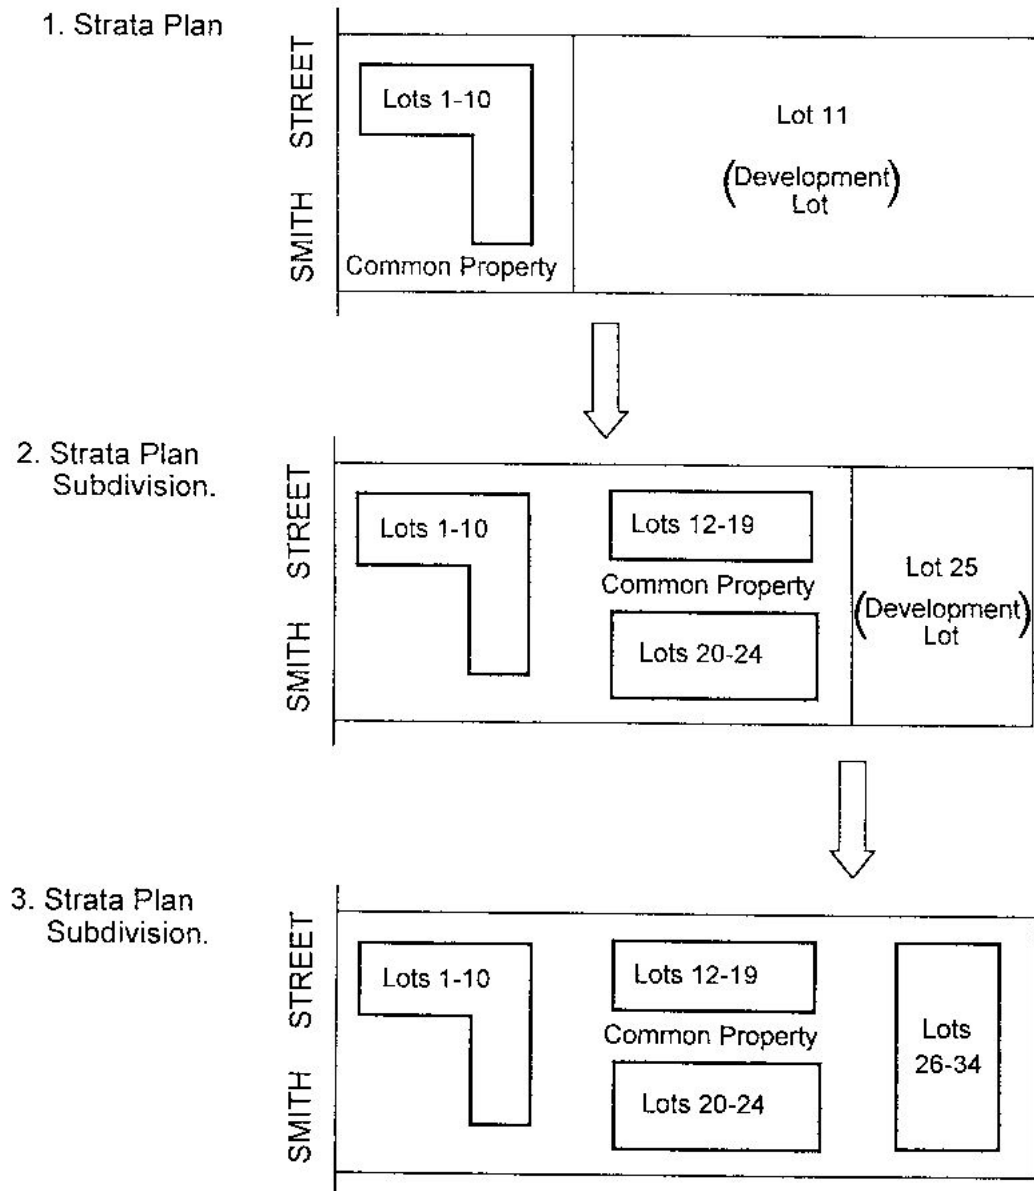 1. Strata Plan
SMITH STREET
Lots 1-10
Common Property
Lot 11
(Development)
Lot
2. Strata Plan
Subdivision.
SMITH STREET
Lots 1-10
Lots 12-19
Common Property
Lots 20-24
Lot 25
(Development)
Lot
3. Strata Plan
Subdivision.
SMITH STREET
Lots 1-10
Lots 12-19
Common Property
Lots 20-24
Lots
26-34